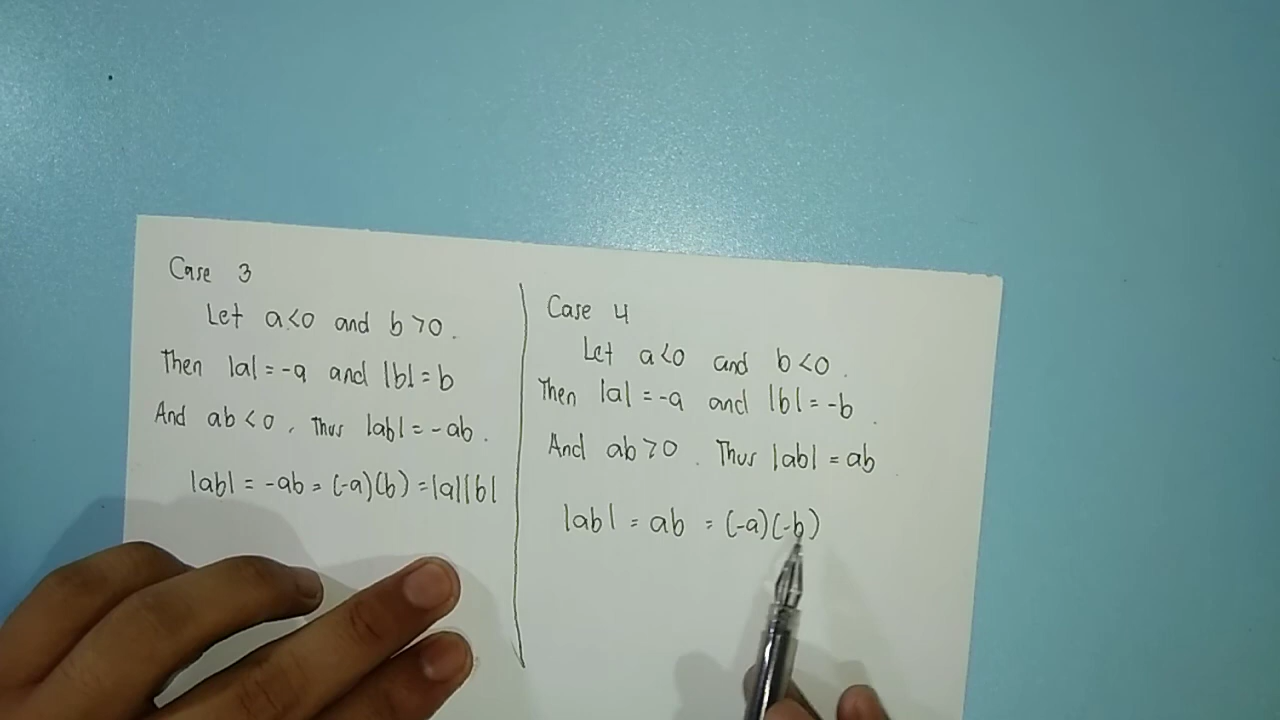 Case 3
Let a<0 and b>0.
Then |a|=-a and |b|=b
And ab<0, Thus |ab|=-ab.
|ab| = -ab = (-a)(b) = |a||b|
Case 4
Let a<0 and b<0.
Then |a|=-a and |b|=-b.
And ab>0. Thus |ab| = ab
|ab| = ab = (-a)(-b)